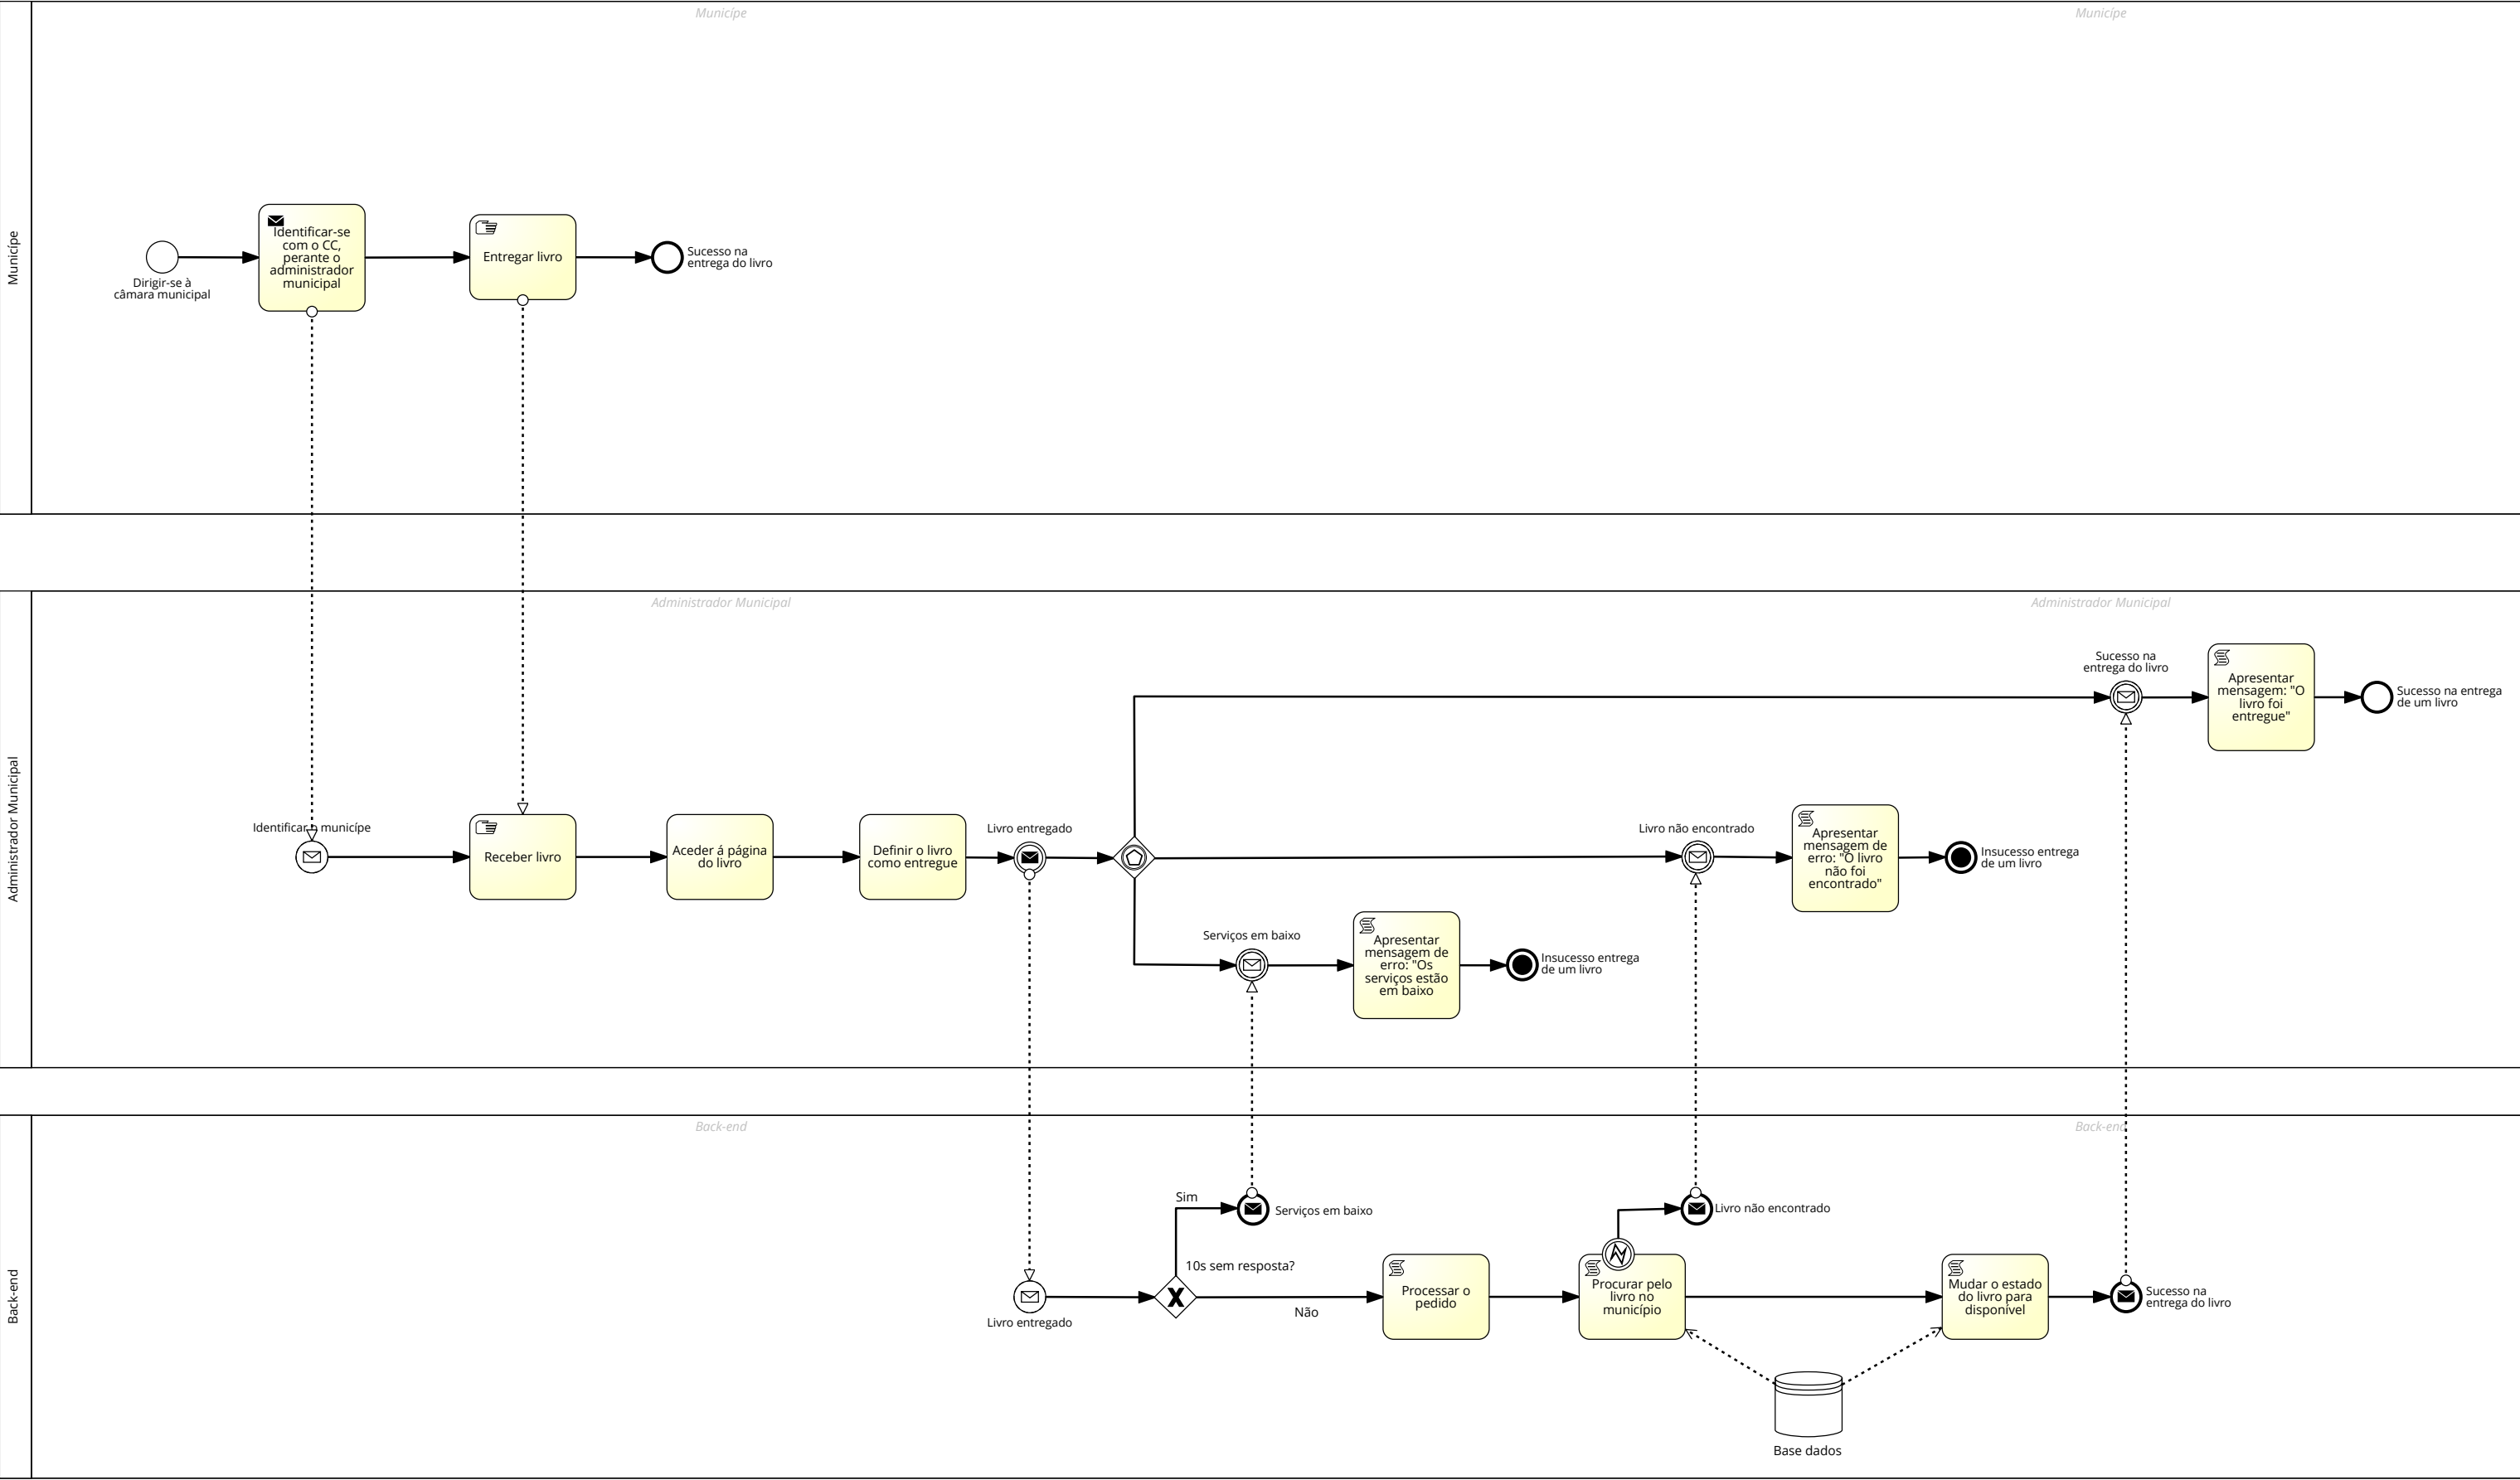 Municípe
Municípe
Municípe
Identificar-se
com o CC,
perante o
administrador
municipal
Entregar livro
Sucesso na
entrega do livro
Dirigir-se à
câmara municipal
Administrador Municipal
Administrador Municipal
Administrador Municipal
Sucesso na
entrega do livro
Apresentar
mensagem: "O
livro foi
entregue"
Sucesso na entrega
de um livro
Identificar o municípe
Receber livro
Aceder á página
do livro
Definir o livro
como entregue
Livro entregado
Livro não encontrado
Apresentar
mensagem de
erro: "O livro
não foi
encontrado"
Insucesso entrega
de um livro
Serviços em baixo
Apresentar
mensagem de
erro: "Os
serviços estão
em baixo
Insucesso entrega
de um livro
Back-end
Back-end
Back-end
Sim
Serviços em baixo
Livro não encontrado
10s sem resposta?
Não
Livro entregado
Processar o
pedido
Procurar pelo
livro no
município
Mudar o estado
do livro para
disponível
Sucesso na
entrega do livro
Base dados